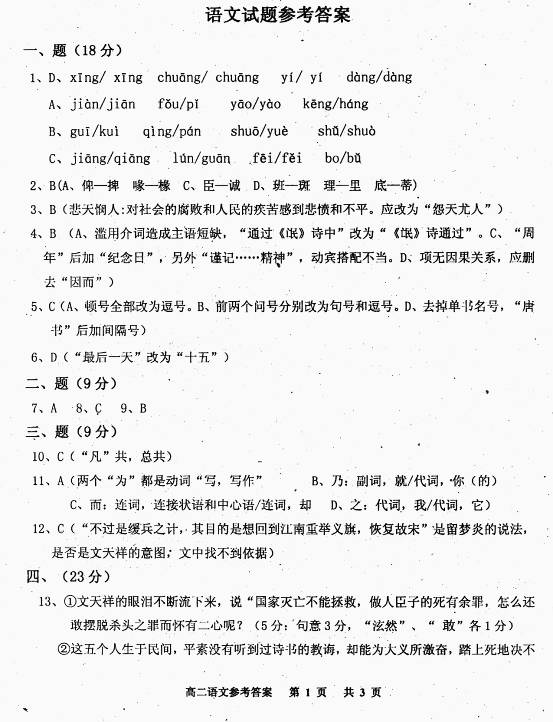 语文试题参考答案
一、题（18分）
1、D、xīng/ xīng chuāng/ chuāng yí/ yí dàng/dàng
A、jiàn/jiān fǒu/pǐ yāo/yào kēng/háng
B、guī/kuì qìng/pán shuō/yuè shǔ/shuò
C、jiāng/qiāng lún/guān fēi/fěi bo/bǔ
2、B(A、俾—捭 喙—橼 C、臣—诚 D、班—斑 理—里 底—蒂)
3、B（悲天悯人:对社会的腐败和人民的疾苦感到悲愤和不平。应改为“怨天尤人”）
4、B （A、滥用介词造成主语短缺，“通过《氓》诗中”改为“《氓》诗通过”。C、“周
年”后加“纪念日”，另外“谨记……精神”，动宾搭配不当。D、项无因果关系，应删
去“因而”）
5、C（A、顿号全部改为逗号。B、前两个问号分别改为句号和逗号。D、去掉单书名号，“唐
书”后加间隔号）
6、D（“最后一天”改为“十五”）
二、题（9分）
7、A 8、C 9、B
三、题（9分）
10、C（“凡”共，总共）
11、A（两个“为”都是动词“写，写作” B、乃：副词，就/代词，你（的）
C、而：连词，连接状语和中心语/连词，却 D、之：代词，我/代词，它）
12、C（“不过是缓兵之计，其目的是想回到江南重举义旗，恢复故宋”是留梦炎的说法，
是否是文天祥的意图，文中找不到依据）
四、（23分）
13、①文天祥的眼泪不断流下来，说“国家灭亡不能拯救，做人臣子的死有余罪，怎么还
敢摆脱杀头之罪而怀有二心呢？（5分：句意3分，“泫然”、“ 敢”各1分）
②这五个人生于民间，平素没有听到过诗书的教诲，却能为大义所激奋，踏上死地决不
高二语文参考答案 第 1 页 共 3 页